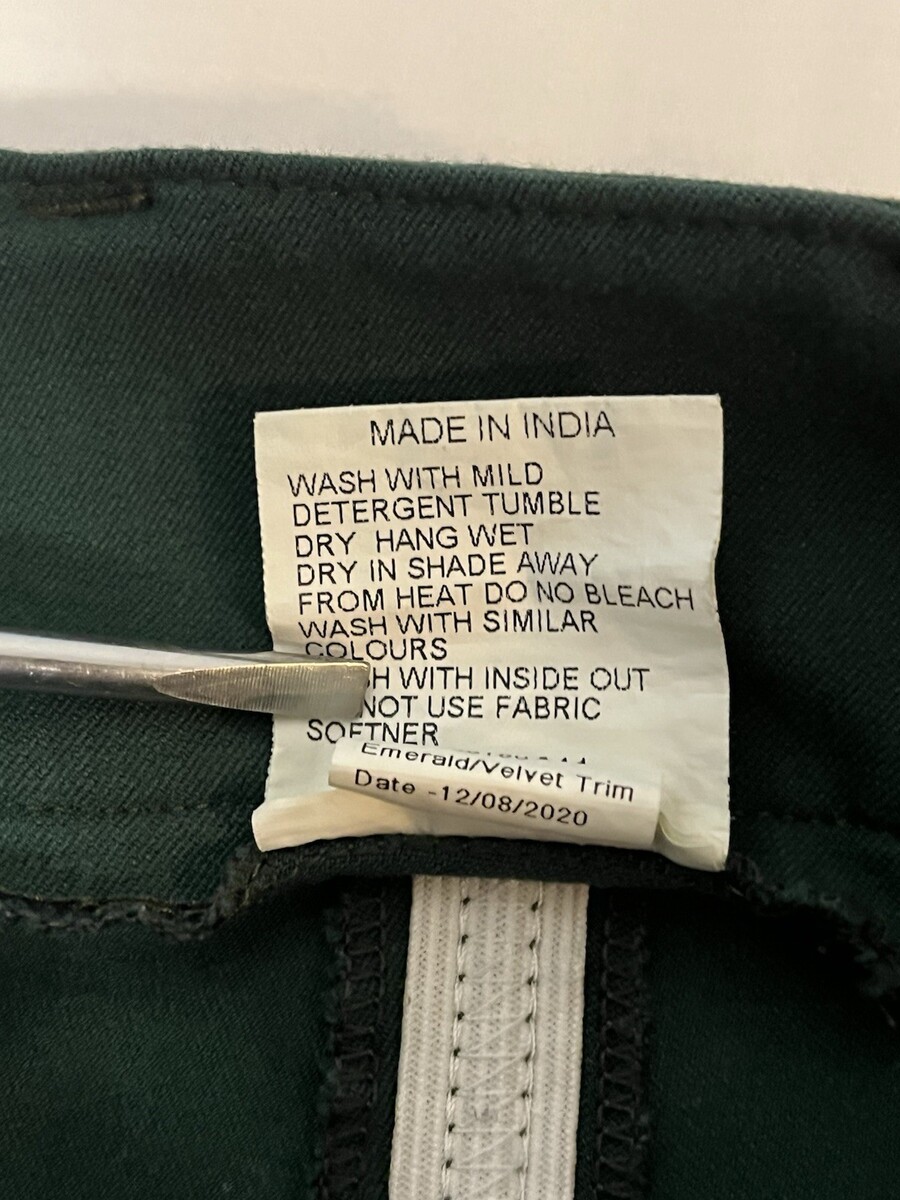 MADE IN INDIA
WASH WITH MILD
DETERGENT TUMBLE
DRY HANG WET
DRY IN SHADE AWAY
FROM HEAT DO NO BLEACH
WASH WITH SIMILAR
COLOURS
WITH INSIDE OUT
NOT USE FABRIC
SOFTNER
Emerald/Velvet Trim
Date -12/08/2020